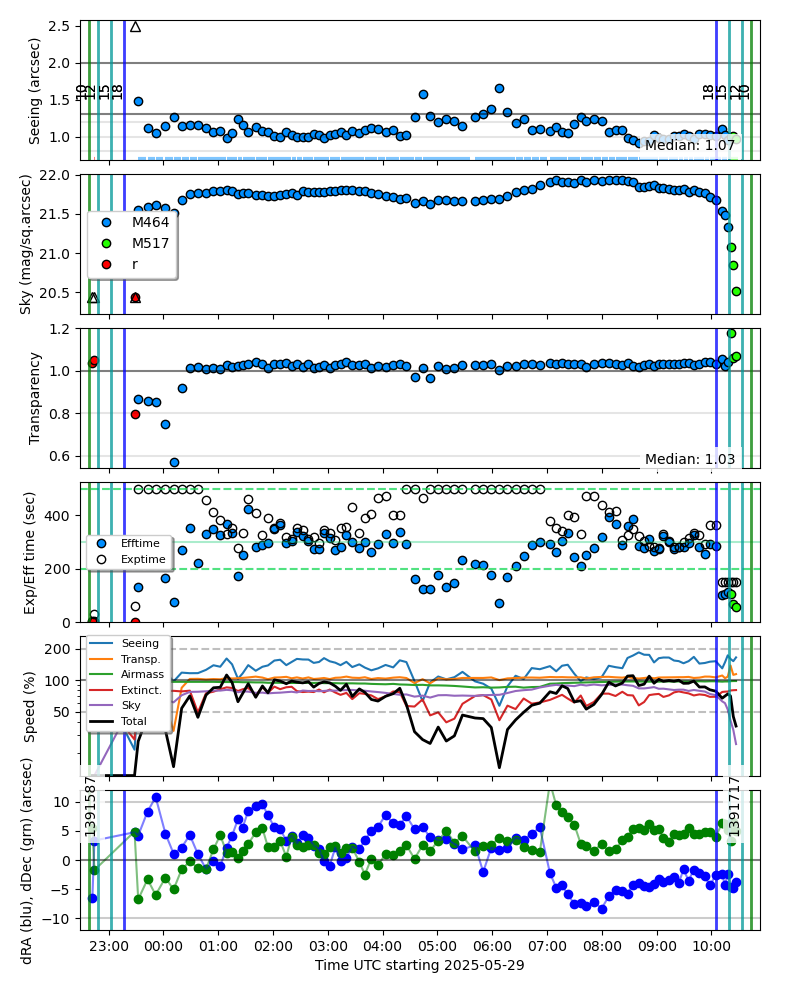 2.5
2.0
1.5
1.0
Seeing (arcsec)
10
12
15
18
18
15
12
10
Median: 1.07
22.0
21.5
21.0
20.5
Sky (mag/sq.arcsec)
M464
M517
r
1.2
1.0
0.8
0.6
Transparency
Median: 1.03
400
200
0
Exp/Eff time (sec)
Efftime
Exptime
200
100
50
Speed (%)
Seeing
Transp.
Airmass
Extinct.
Sky
Total
10
5
0
−5
−10
dRA (blu), dDec (grn) (arcsec)
1391587
1391717
23:00 00:00 01:00 02:00 03:00 04:00 05:00 06:00 07:00 08:00 09:00 10:00
Time UTC starting 2025-05-29